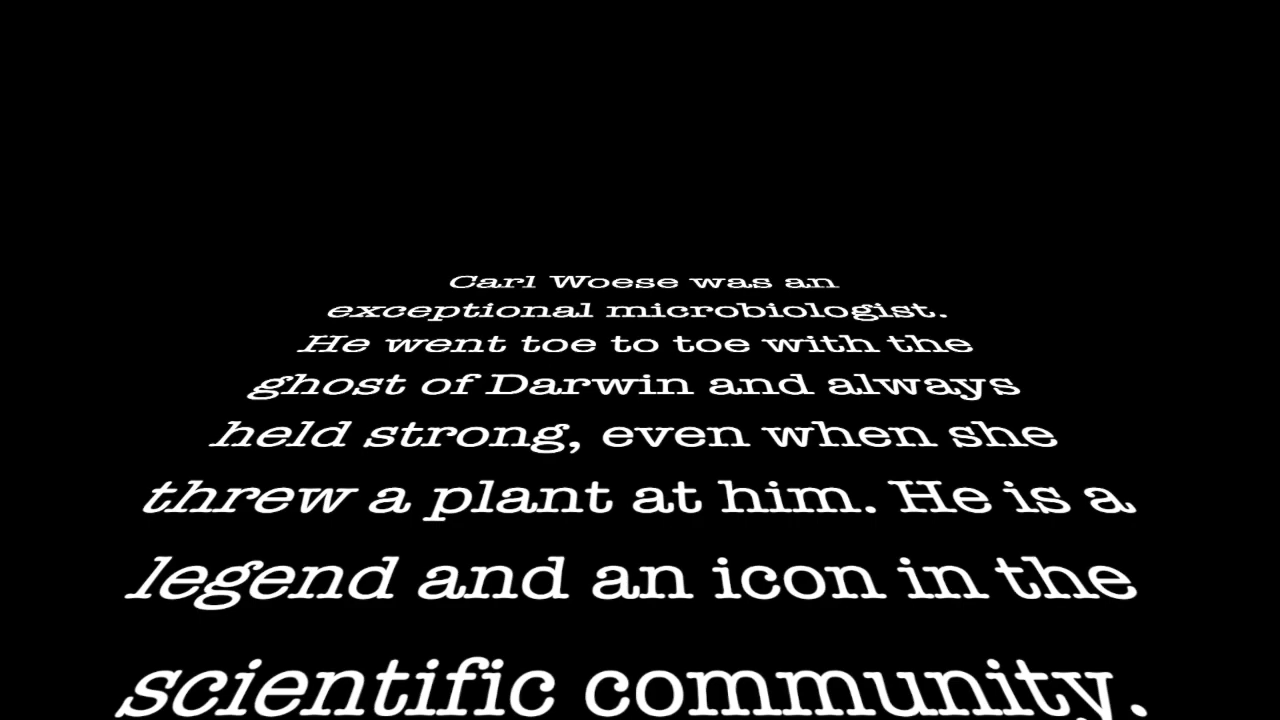 Carl Woese was an
exceptional microbiologist.
He went toe to toe with the
ghost of Darwin and always
held strong, even when she
threw a plant at him. He is a
legend and an icon in the
scientific community.